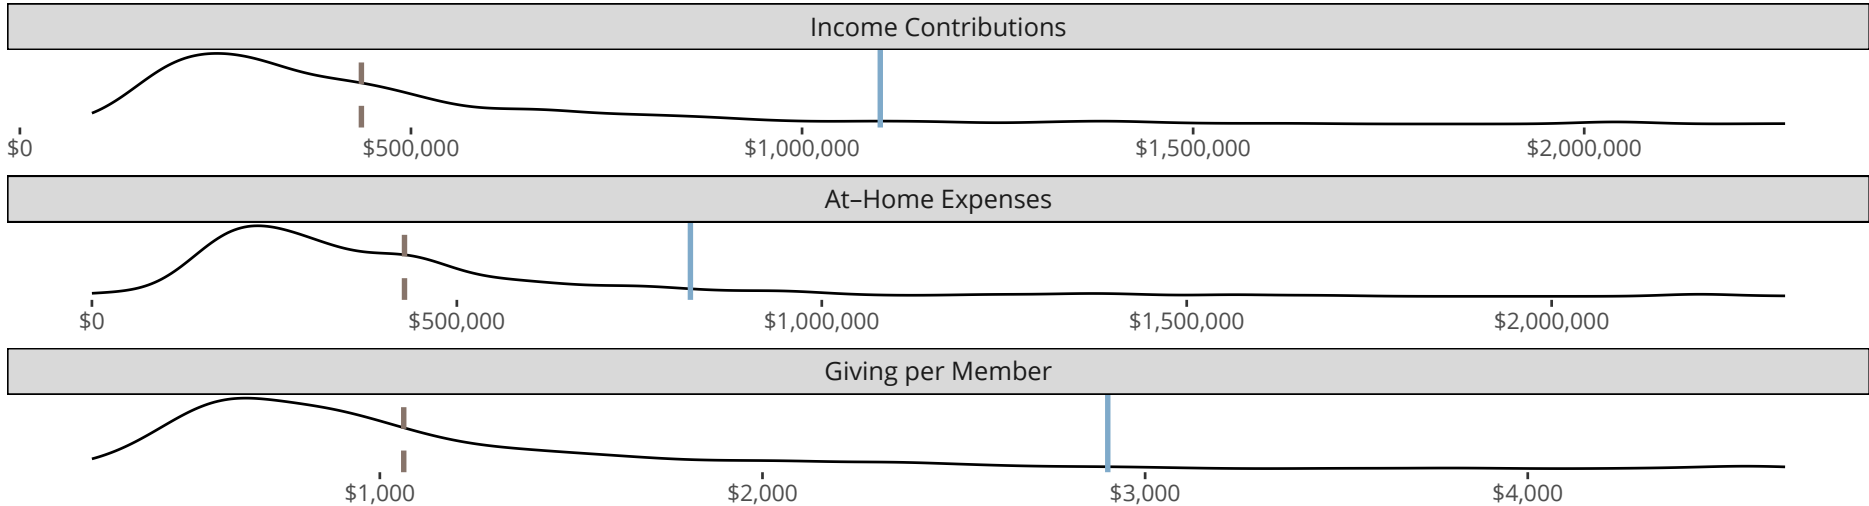 Income Contributions
$0 $500,000 $1,000,000 $1,500,000 $2,000,000
At–Home Expenses
$0 $500,000 $1,000,000 $1,500,000 $2,000,000
Giving per Member
$1,000 $2,000 $3,000 $4,000